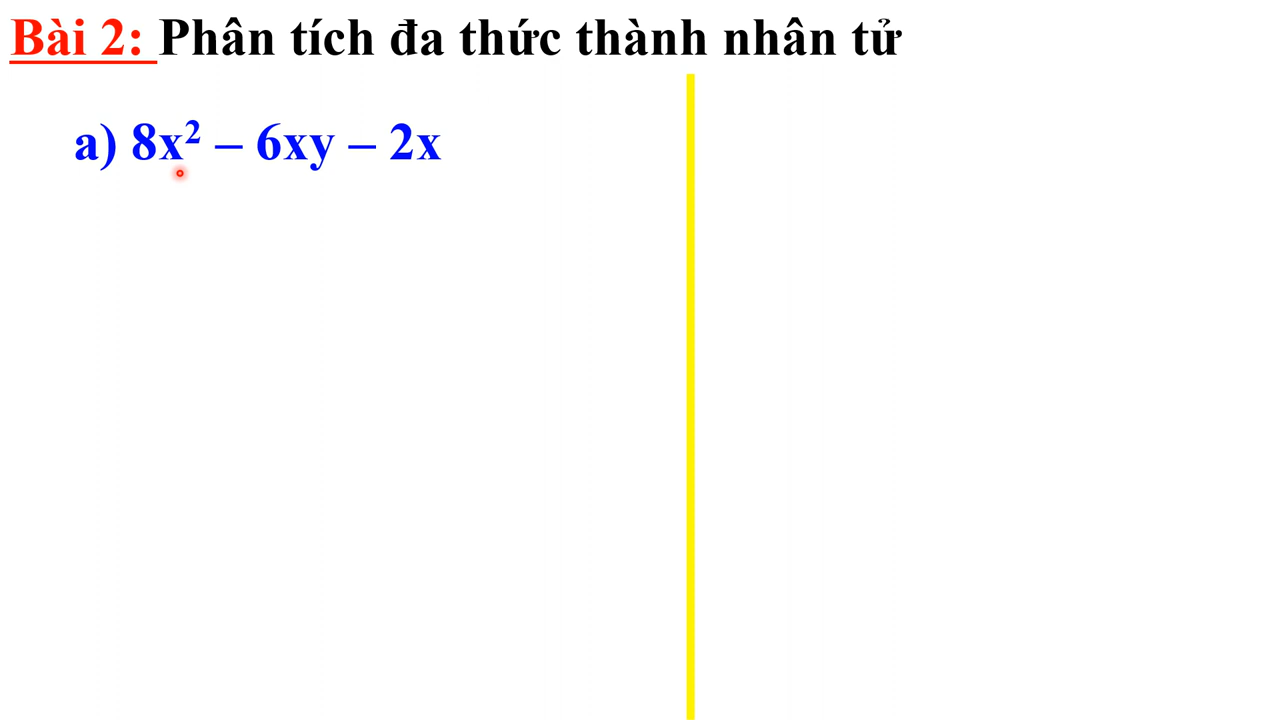 Bài 2: Phân tích đa thức thành nhân tử
a) 8x² – 6xy – 2x